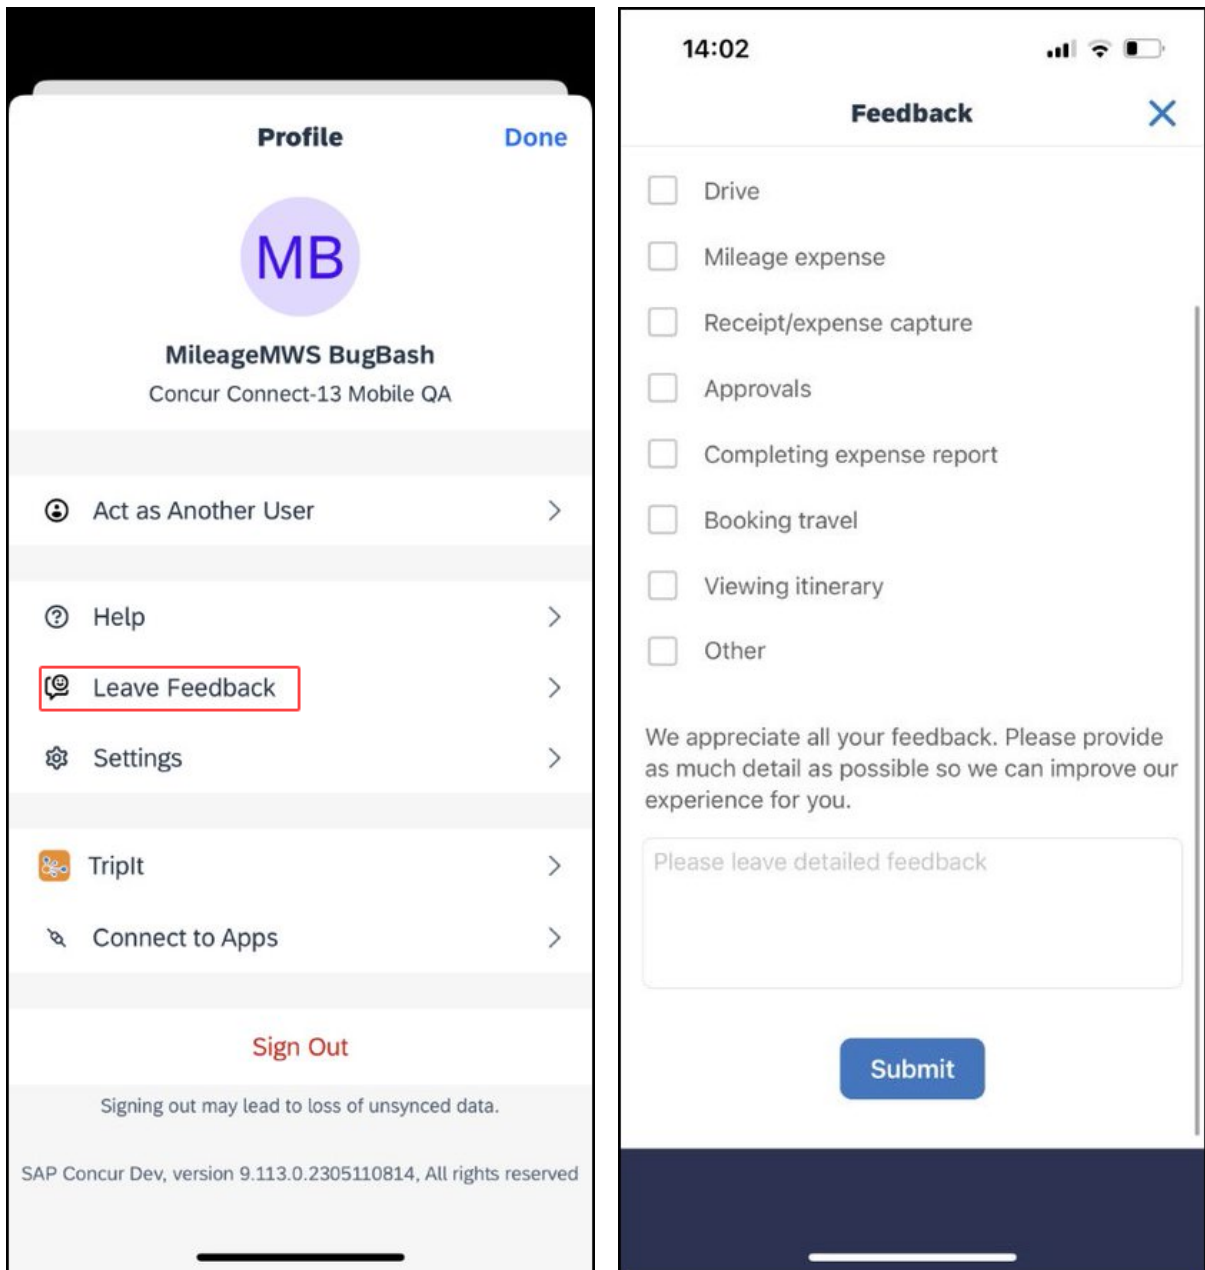 Profile
Done
MB
MileageMWS BugBash
Concur Connect-13 Mobile QA
Act as Another User
Help
Leave Feedback
Settings
TripIt
Connect to Apps
Sign Out
Signing out may lead to loss of unsynced data.
SAP Concur Dev, version 9.113.0.2305110814, All rights reserved
14:02
Feedback
Drive
Mileage expense
Receipt/expense capture
Approvals
Completing expense report
Booking travel
Viewing itinerary
Other
We appreciate all your feedback. Please provide
as much detail as possible so we can improve our
experience for you.
Please leave detailed feedback
Submit